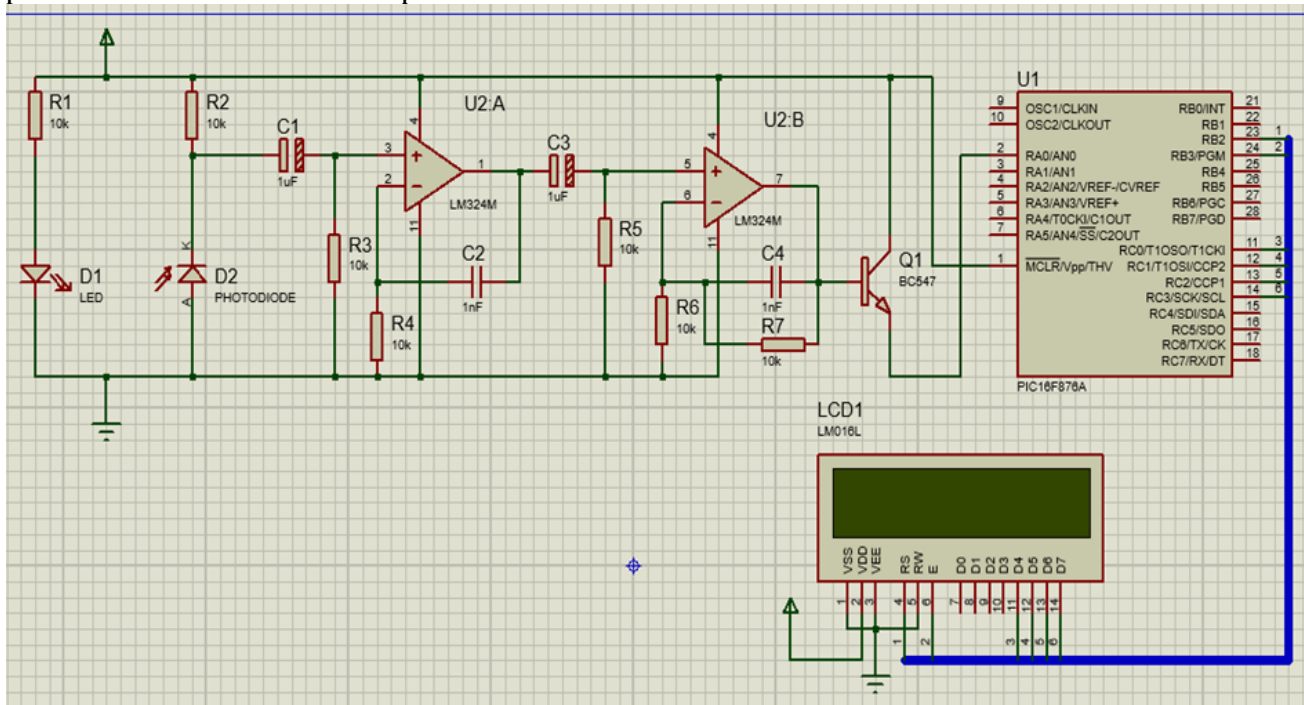 R1
10k
D1
LED
R2
10k
K
D2
A
PHOTODIODE
C1
1uF
R3
10k
U2:A
3
2
4
11
1
LM324M
C2
1nF
R4
10k
C3
1uF
R5
10k
U2:B
5
6
4
11
7
LM324M
C4
1nF
R6
10k
R7
10k
Q1
BC547
U1
9 OSC1/CLKIN
10 OSC2/CLKOUT
2 RA0/AN0
3 RA1/AN1
4 RA2/AN2/VREF-/CVREF
5 RA3/AN3/VREF+
6 RA4/T0CKI/C1OUT
7 RA5/AN4/SS/C2OUT
1 MCLR/Vpp/THV
RB0/INT 21
RB1 22
RB2 23 1
RB3/PGM 24 2
RB4 25
RB5 26
RB6/PGC 27
RB7/PGD 28
RC0/T1OSO/T1CKI 11 3
RC1/T1OSI/CCP2 12 4
RC2/CCP1 13 5
RC3/SCK/SCL 14 6
RC4/SDI/SDA 15
RC5/SDO 16
RC6/TX/CK 17
RC7/RX/DT 18
PIC16F876A
LCD1
LM016L
VSS VDD VEE RS RW E D0 D1 D2 D3 D4 D5 D6 D7
1 2 3 4 5 6 7 8 9 10 11 12 13 14
1 2 3 4 5 6